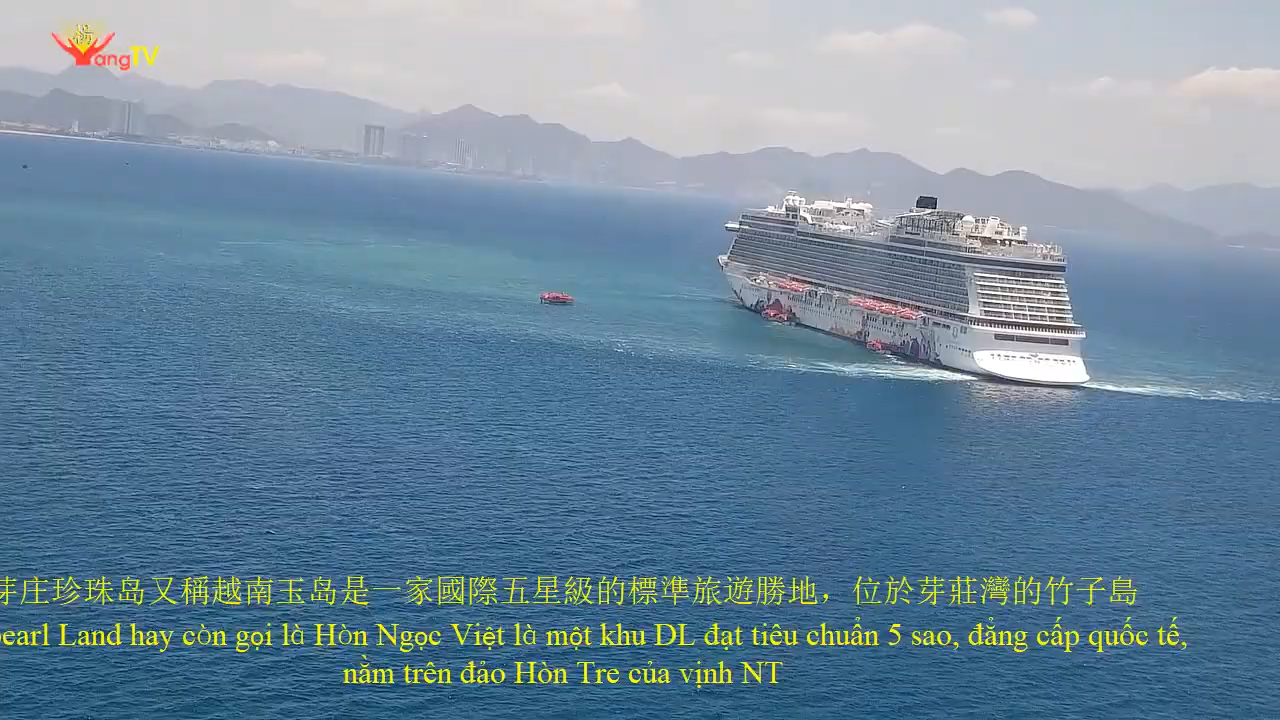 楊
YangTV
芽庄珍珠岛又稱越南玉岛是一家國際五星級的標準旅遊勝地，位於芽莊灣的竹子島
pearl Land hay còn gọi là Hòn Ngọc Việt là một khu DL đạt tiêu chuẩn 5 sao, đẳng cấp quốc tế,
nằm trên đảo Hòn Tre của vịnh NT